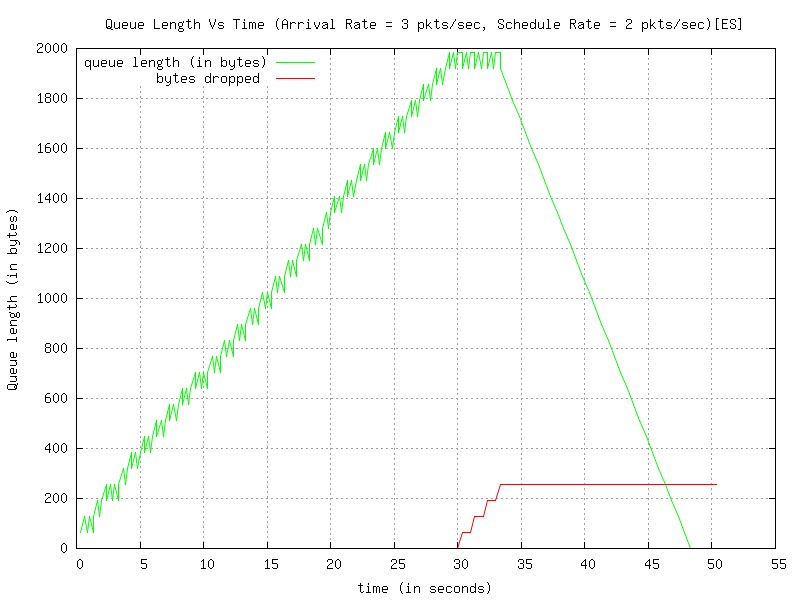 Queue Length Vs Time (Arrival Rate = 3 pkts/sec, Schedule Rate = 2 pkts/sec)[ES]
queue length (in bytes)
bytes dropped
2000
1800
1600
1400
1200
1000
800
600
400
200
0
Queue length (in bytes)
0 5 10 15 20 25 30 35 40 45 50 55
time (in seconds)